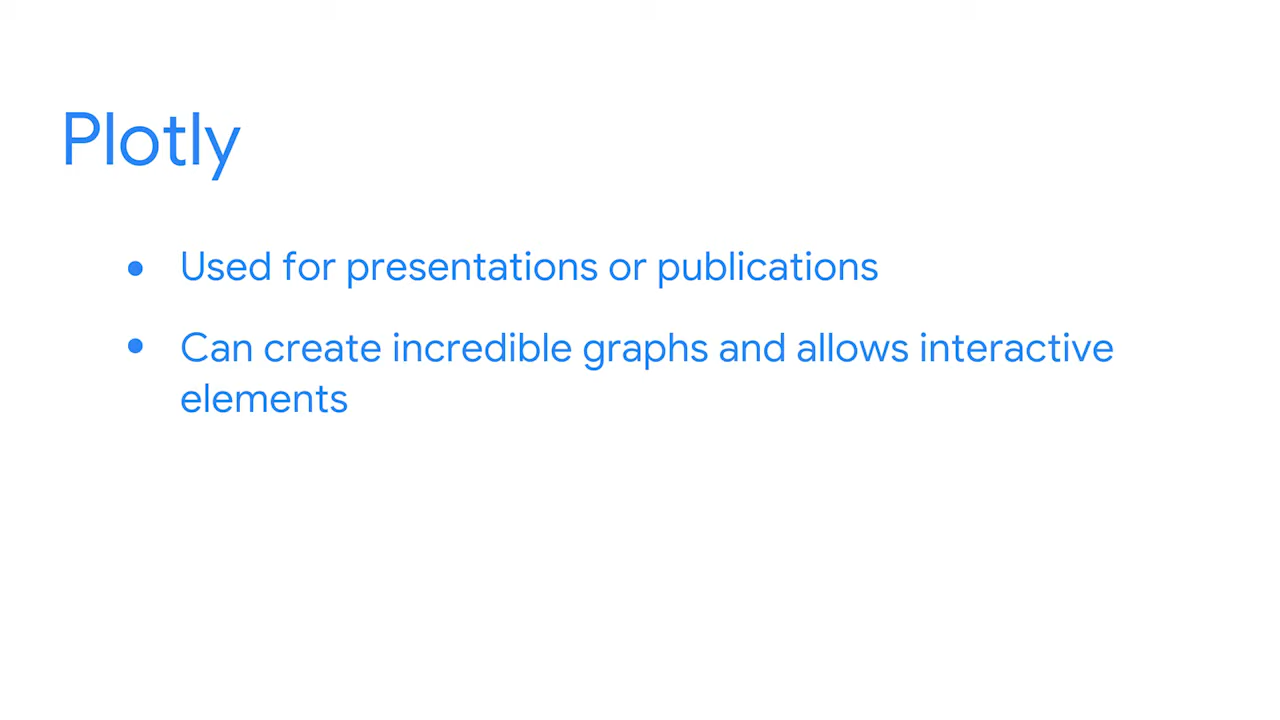 Plotly
● Used for presentations or publications
● Can create incredible graphs and allows interactive
elements